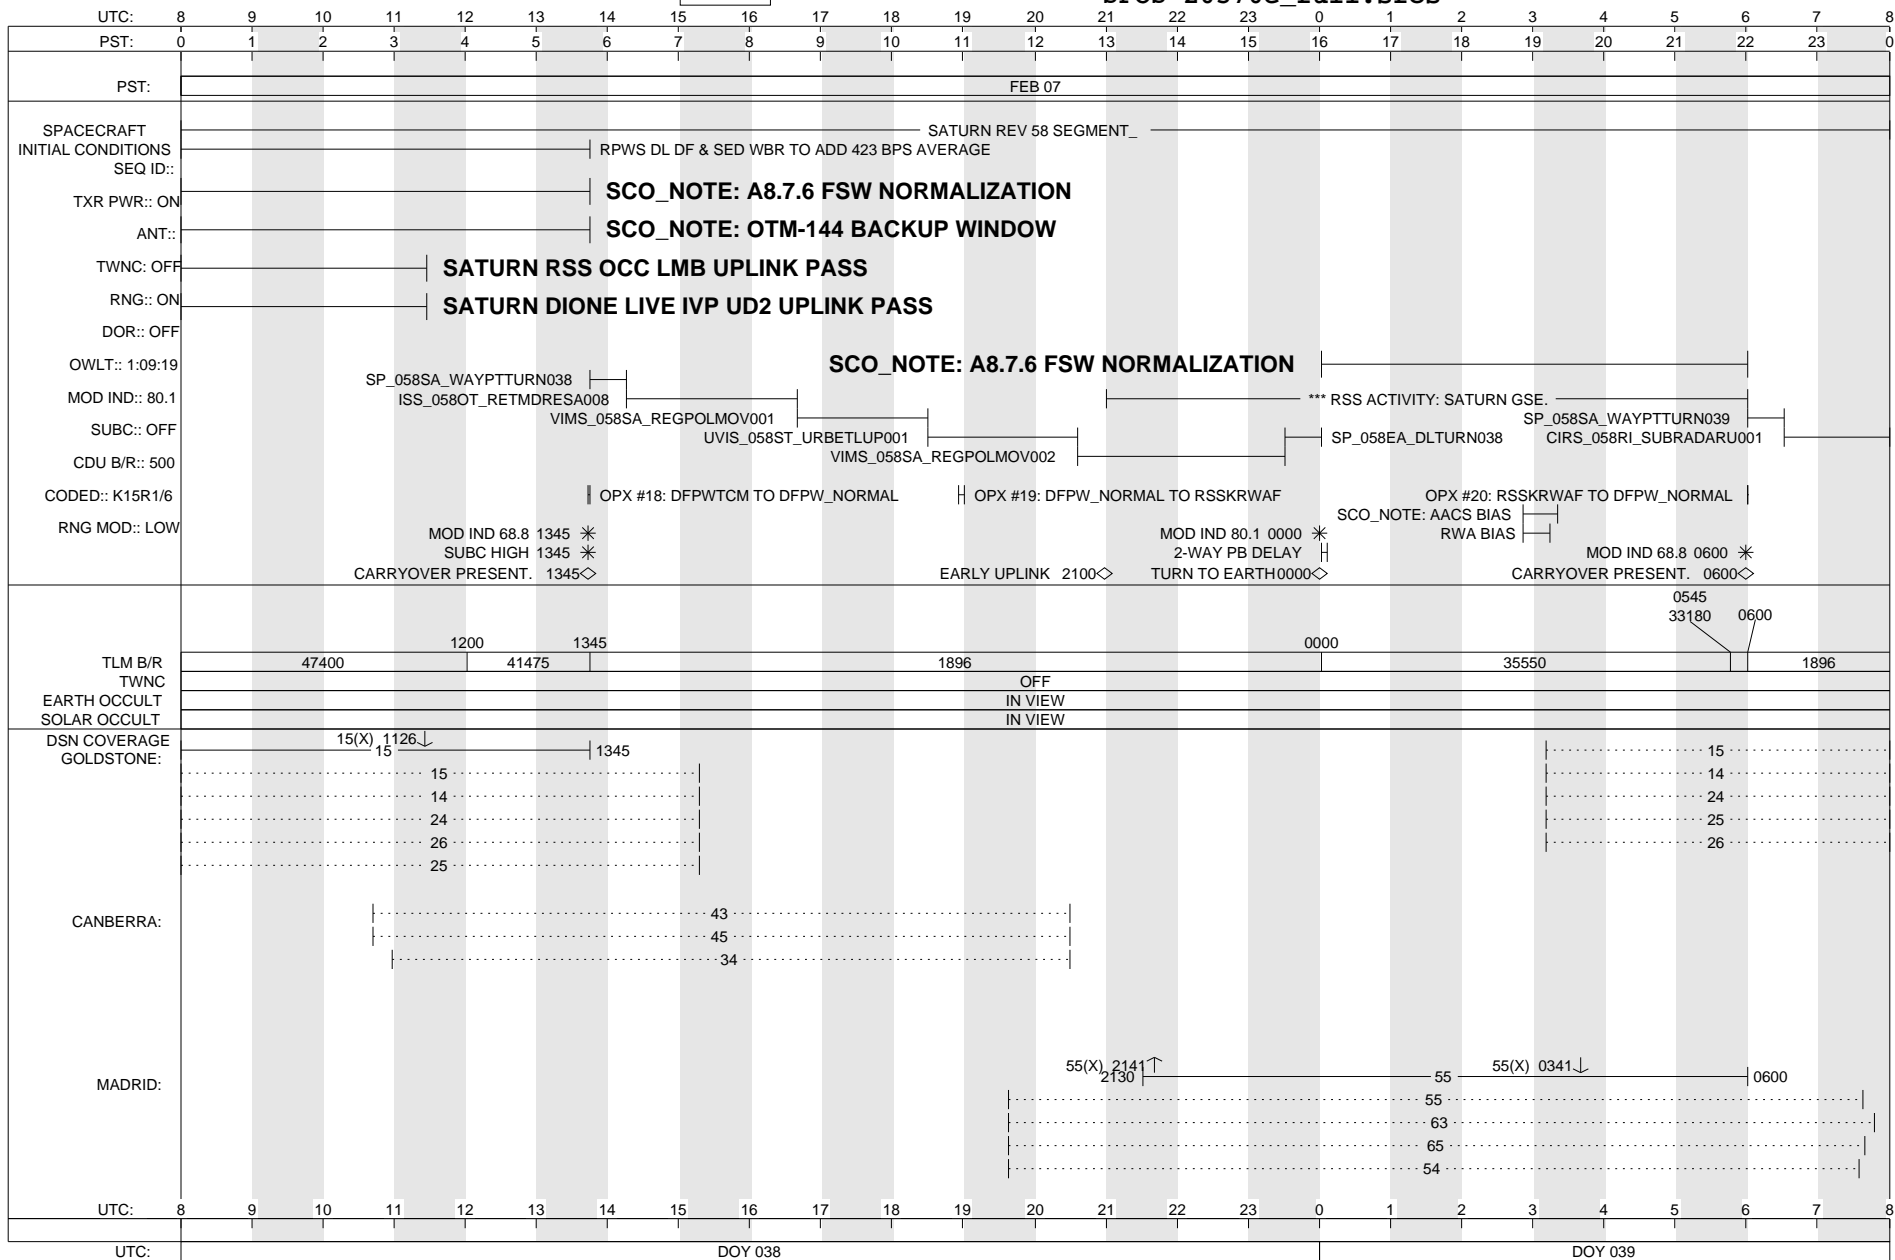 UTC: 8 9 10 11 12 13 14 15 16 17 18 19 20 21 22 23 0 1 2 3 4 5 6 7 8
PST: 0 1 2 3 4 5 6 7 8 9 10 11 12 13 14 15 16 17 18 19 20 21 22 23 0
PST: FEB 07
SPACECRAFT
INITIAL CONDITIONS
SATURN REV 58 SEGMENT_
RPWS DL DF & SED WBR TO ADD 423 BPS AVERAGE
SEQ ID::
TXR PWR:: ON
SCO_NOTE: A8.7.6 FSW NORMALIZATION
ANT::
SCO_NOTE: OTM-144 BACKUP WINDOW
TWNC: OFF
SATURN RSS OCC LMB UPLINK PASS
RNG:: ON
SATURN DIONE LIVE IVP UD2 UPLINK PASS
DOR:: OFF
OWLT:: 1:09:19
SCO_NOTE: A8.7.6 FSW NORMALIZATION
SP_058SA_WAYPTTURN038
MOD IND:: 80.1
ISS_058OT_RETMDRESA008
*** RSS ACTIVITY: SATURN GSE.
VIMS_058SA_REGPOLMOV001
SP_058SA_WAYPTTURN039
SUBC:: OFF
UVIS_058ST_URBETLUP001
SP_058EA_DLTURN038
CIRS_058RI_SUBRADARU001
VIMS_058SA_REGPOLMOV002
CDU B/R:: 500
CODED:: K15R1/6
OPX #18: DFPWTCM TO DFPW_NORMAL
OPX #19: DFPW_NORMAL TO RSSKRWAF
OPX #20: RSSKRWAF TO DFPW_NORMAL
SCO_NOTE: AACS BIAS
RNG MOD:: LOW
MOD IND 68.8 1345
MOD IND 80.1 0000
RWA BIAS
SUBC HIGH 1345
2-WAY PB DELAY
MOD IND 68.8 0600
CARRYOVER PRESENT. 1345
EARLY UPLINK 2100
TURN TO EARTH0000
CARRYOVER PRESENT. 0600
0545
33180
0600
1200 1345 0000
TLM B/R 47400 41475 1896 35550 1896
TWNC OFF
EARTH OCCULT IN VIEW
SOLAR OCCULT IN VIEW
DSN COVERAGE
GOLDSTONE:
15(X) 1126
15 1345 15
15 14
14 24
24 25
26 26
25
CANBERRA:
43
45
34
MADRID:
55(X) 2141
55(X) 0341
2130 55 0600
55
63
65
54
UTC: 8 9 10 11 12 13 14 15 16 17 18 19 20 21 22 23 0 1 2 3 4 5 6 7 8
UTC: DOY 038 DOY 039